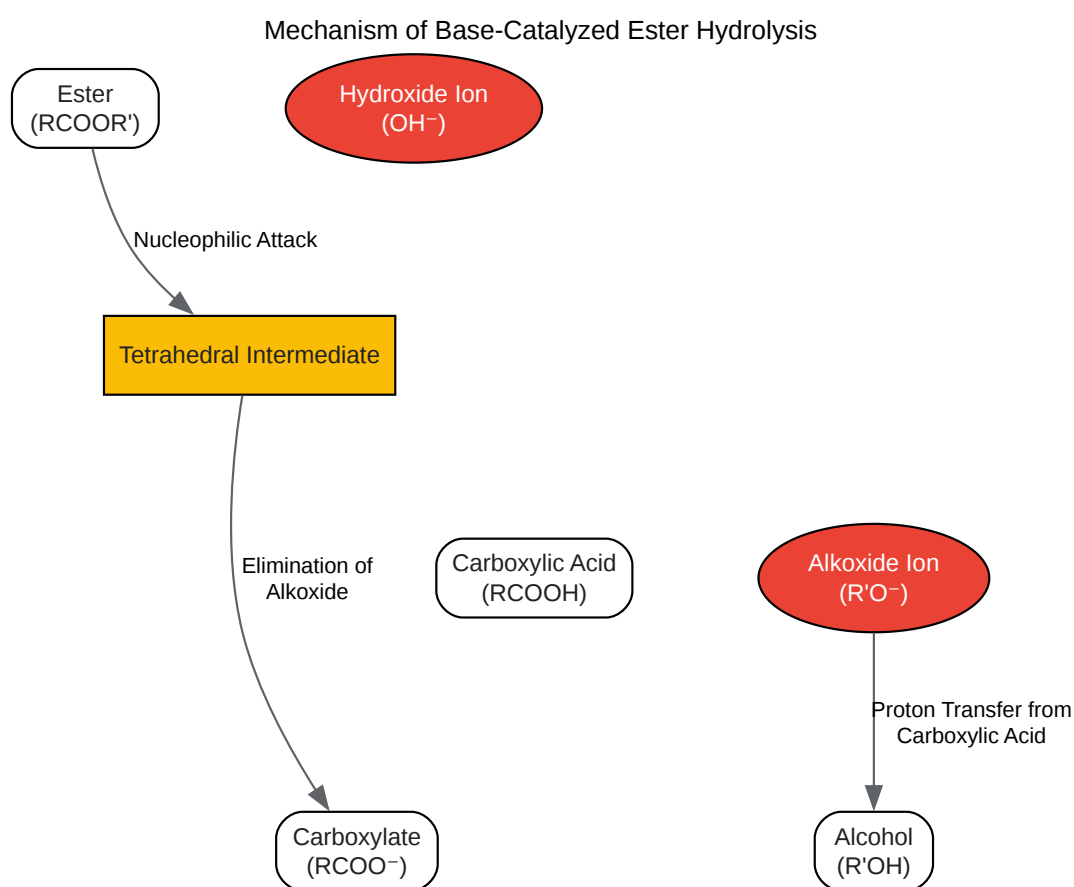 Mechanism of Base-Catalyzed Ester Hydrolysis
Ester
(RCOOR')
Hydroxide Ion
(OH⁻)
Nucleophilic Attack
Tetrahedral Intermediate
Elimination of
Alkoxide
Carboxylic Acid
(RCOOH)
Alkoxide Ion
(R'O⁻)
Proton Transfer from
Carboxylic Acid
Carboxylate
(RCOO⁻)
Alcohol
(R'OH)